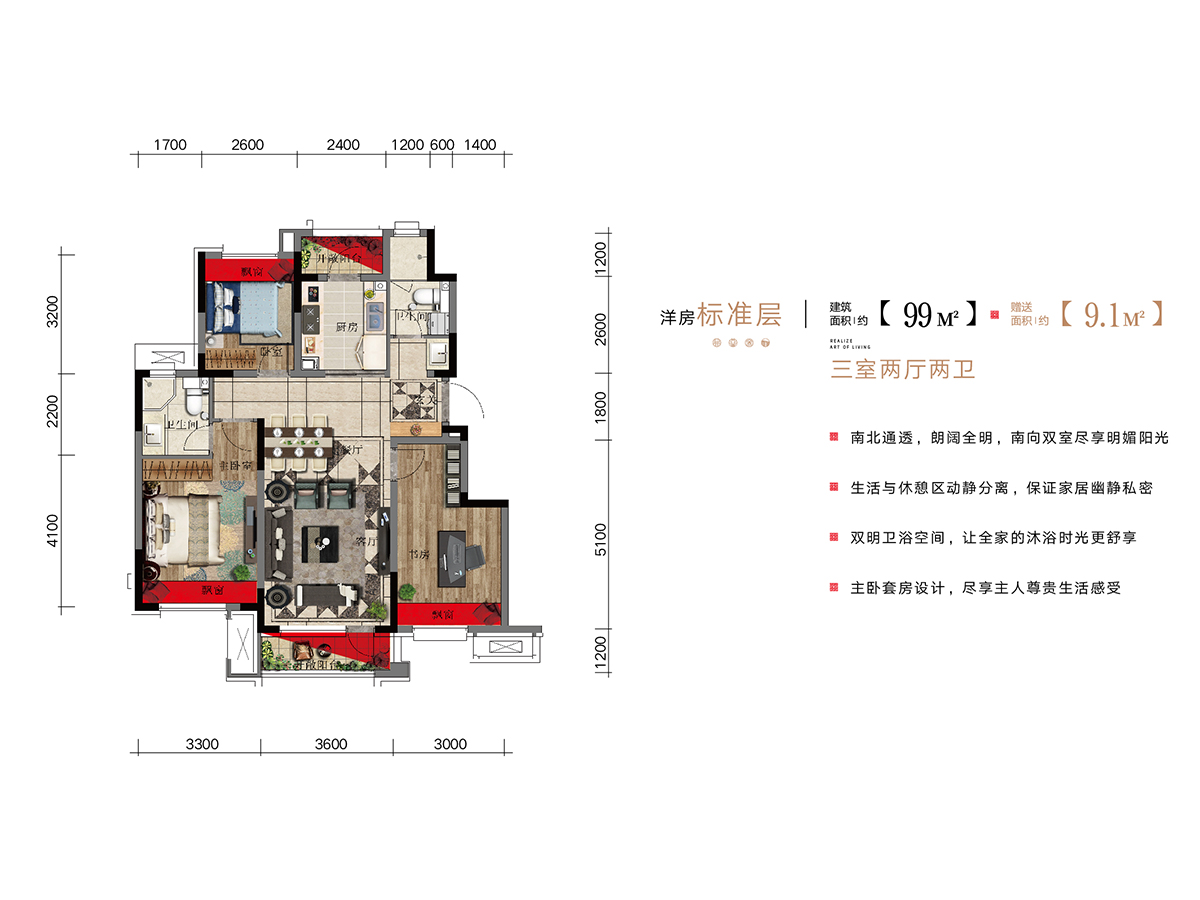 1700 2600 2400 1200 600 1400
3200
2200
4100
1200
2600
1800
5100
1200
3300 3600 3000
开敞阳台
飘窗
厨房
卫生间
卧室
玄关
卫生间
主卧室
餐厅
客厅
书房
飘窗
飘窗
开敞阳台
洋房标准层
建筑面积约【99M²】
赠送面积约【9.1M²】
REALIZE
ART OF LIVING
三室两厅两卫
南北通透，朗阔全明，南向双室尽享明媚阳光
生活与休憩区动静分离，保证家居幽静私密
双明卫浴空间，让全家的沐浴时光更舒享
主卧套房设计，尽享主人尊贵生活感受